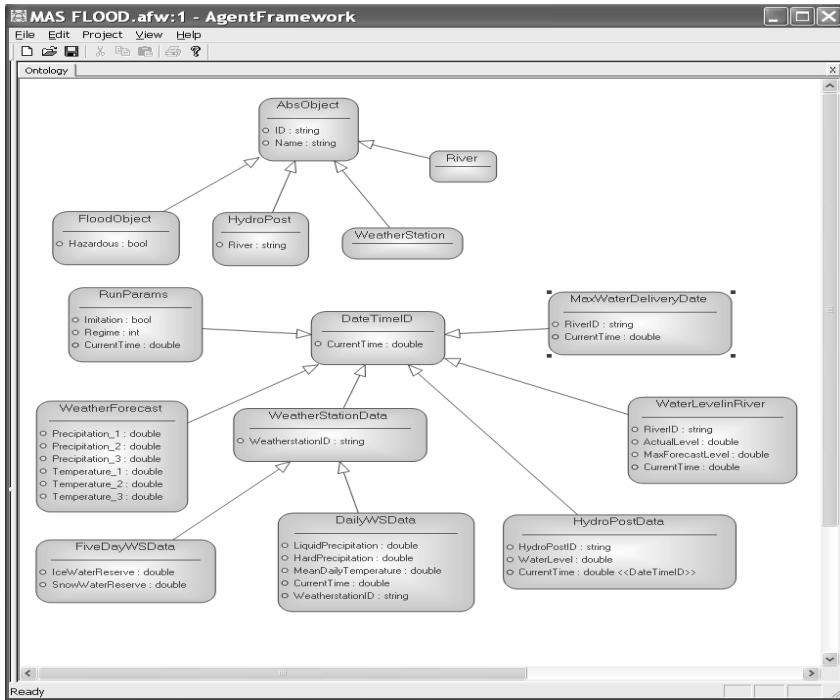 MAS FLOOD.afw:1 - AgentFramework
File Edit Project View Help
Ontology
AbsObject
ID : string
Name : string
River
FloodObject
Hazardous : bool
HydroPost
River : string
WeatherStation
RunParams
Imitation : bool
Regime : int
CurrentTime : double
DateTimeID
CurrentTime : double
MaxWaterDeliveryDate
RiverID : string
CurrentTime : double
WeatherForecast
Precipitation_1 : double
Precipitation_2 : double
Precipitation_3 : double
Temperature_1 : double
Temperature_2 : double
Temperature_3 : double
WeatherStationData
WeatherstationID : string
WaterLevelinRiver
RiverID : string
ActualLevel : double
MaxForecastLevel : double
CurrentTime : double
FiveDayWSData
IceWaterReserve : double
SnowWaterReserve : double
DailyWSData
LiquidPrecipitation : double
HardPrecipitation : double
MeanDailyTemperature : double
CurrentTime : double
WeatherstationID : string
HydroPostData
HydroPostID : string
WaterLevel : double
CurrentTime : double <<DateTimeID>>
Ready